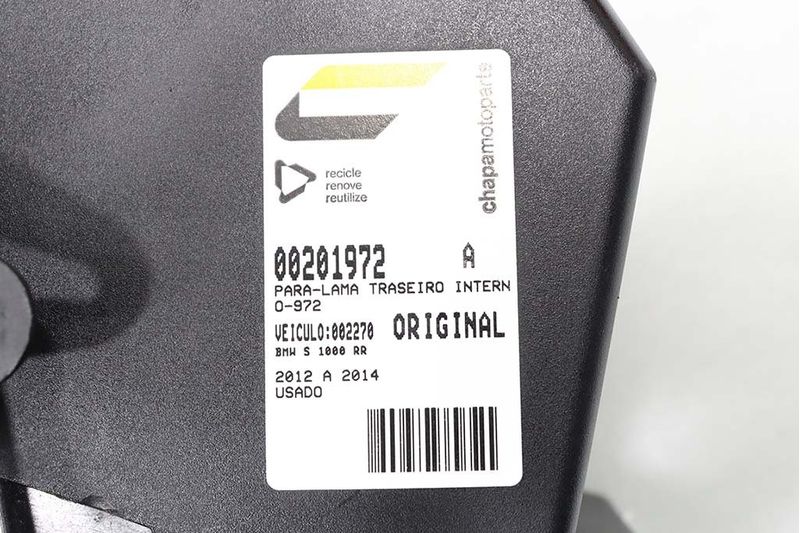 chapamotoparts
recicle
renove
reutilize
00201972 A
PARA-LAMA TRASEIRO INTERN
O-972
VEICULO:002270 ORIGINAL
BMW S 1000 RR
2012 A 2014
USADO